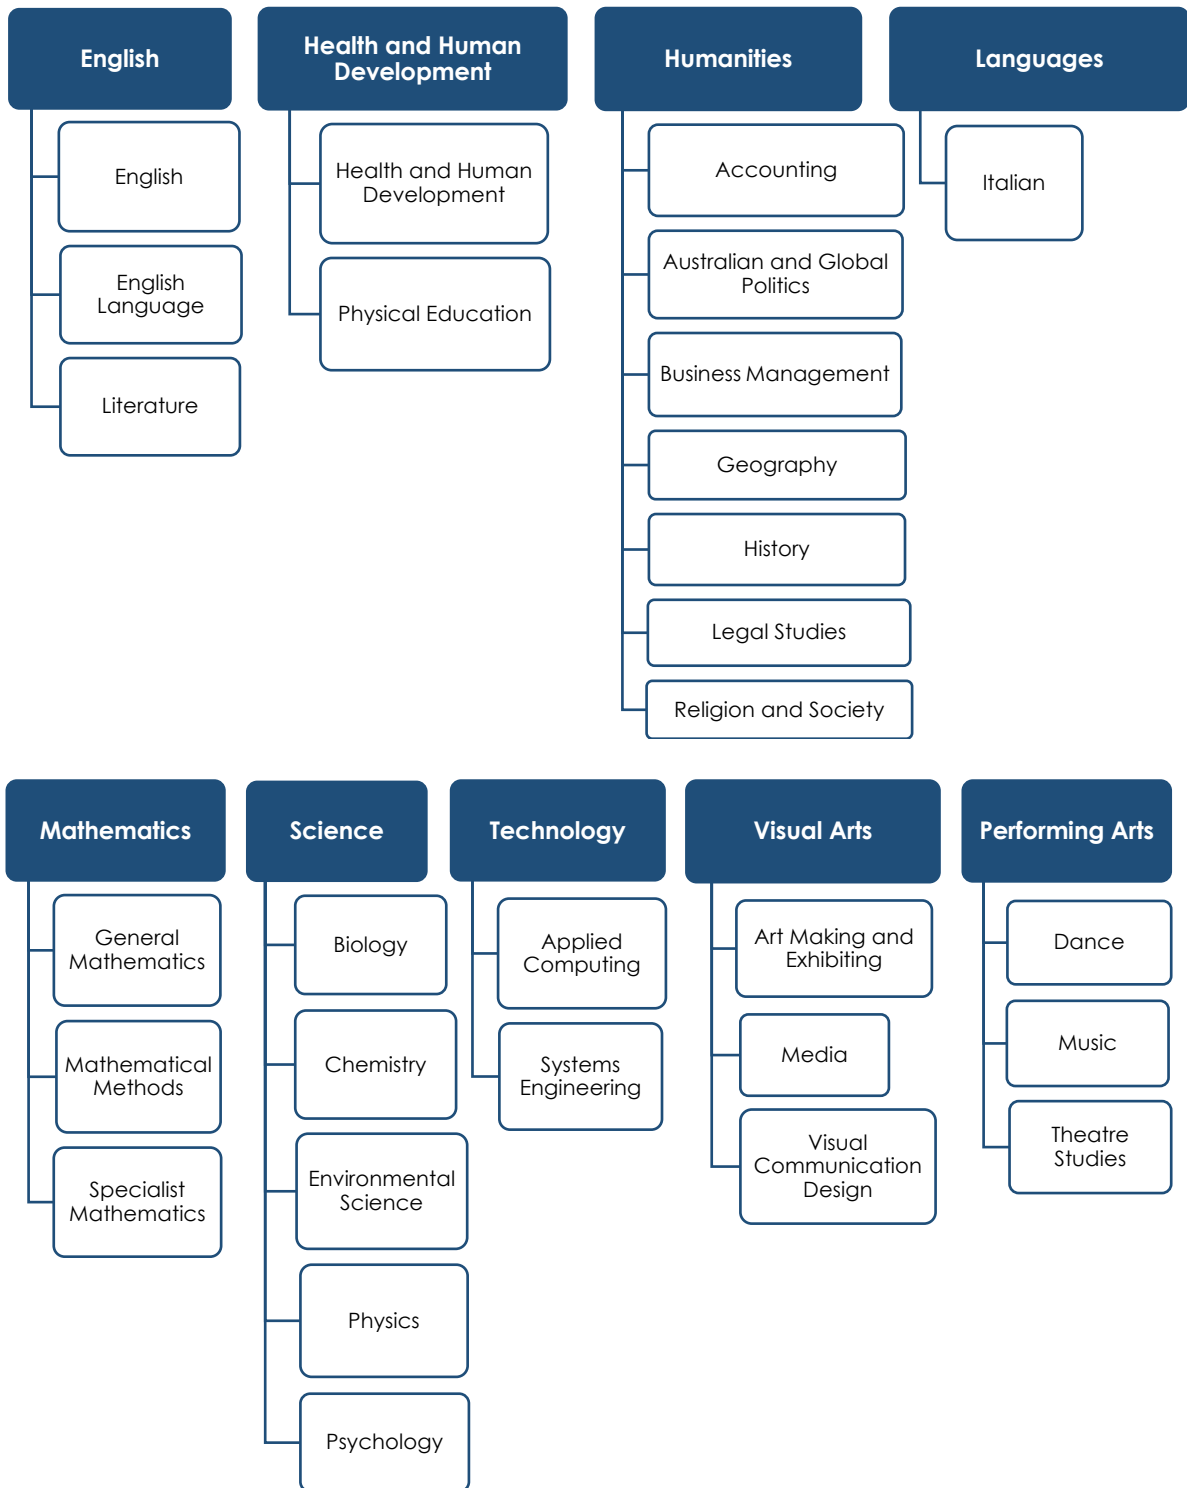 English
English
English
Language
Literature
Health and Human
Development
Health and Human
Development
Physical Education
Humanities
Accounting
Australian and Global
Politics
Business Management
Geography
History
Legal Studies
Religion and Society
Languages
Italian
Mathematics
General
Mathematics
Mathematical
Methods
Specialist
Mathematics
Science
Biology
Chemistry
Environmental
Science
Physics
Psychology
Technology
Applied
Computing
Systems
Engineering
Visual Arts
Art Making and
Exhibiting
Media
Visual
Communication
Design
Performing Arts
Dance
Music
Theatre
Studies